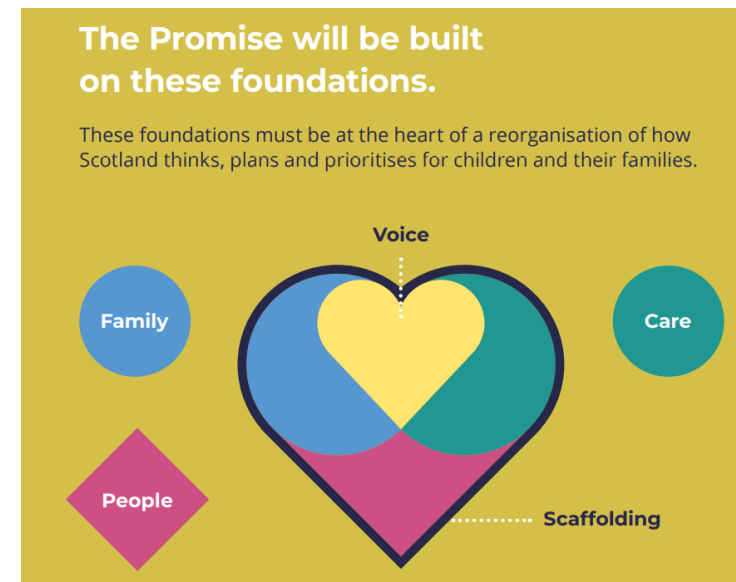 The Promise will be built
on these foundations.
These foundations must be at the heart of a reorganisation of how
Scotland thinks, plans and prioritises for children and their families.
Voice
Family
Care
People
Scaffolding